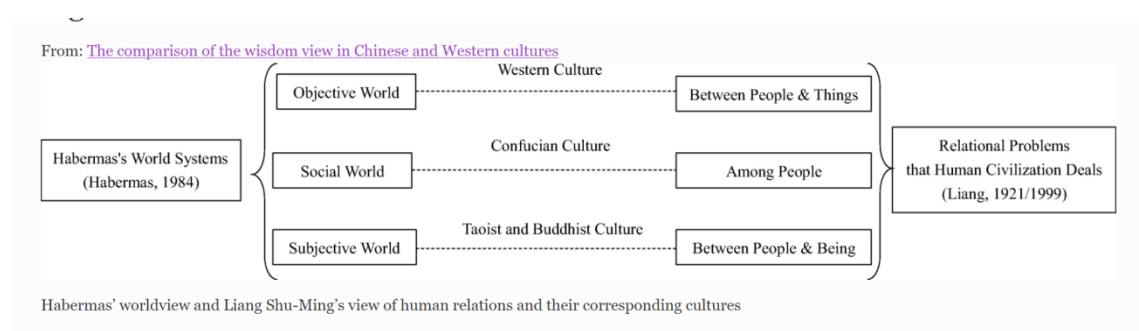 From: The comparison of the wisdom view in Chinese and Western cultures
Western Culture
Objective World
Between People & Things
Habermas's World Systems
(Habermas, 1984)
Confucian Culture
Social World
Among People
Relational Problems
that Human Civilization Deals
(Liang, 1921/1999)
Taoist and Buddhist Culture
Subjective World
Between People & Being
Habermas’ worldview and Liang Shu-Ming’s view of human relations and their corresponding cultures